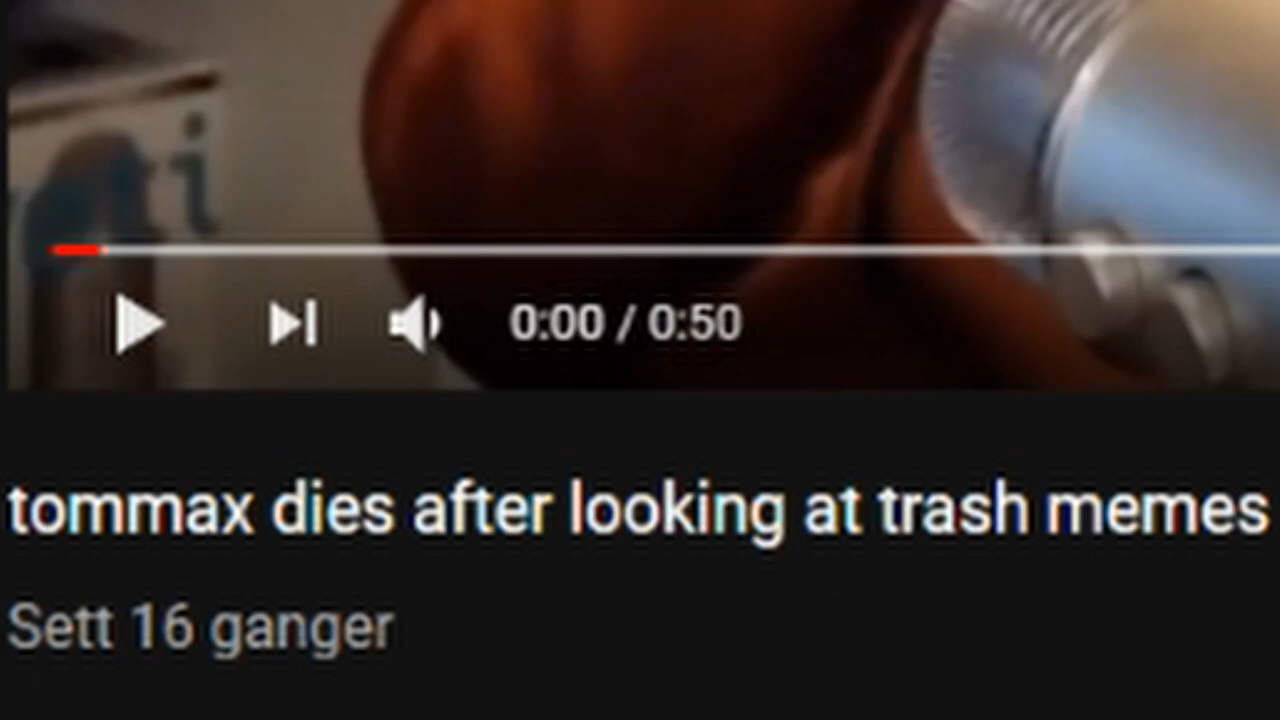 0:00 / 0:50
tommax dies after looking at trash memes
Sett 16 ganger